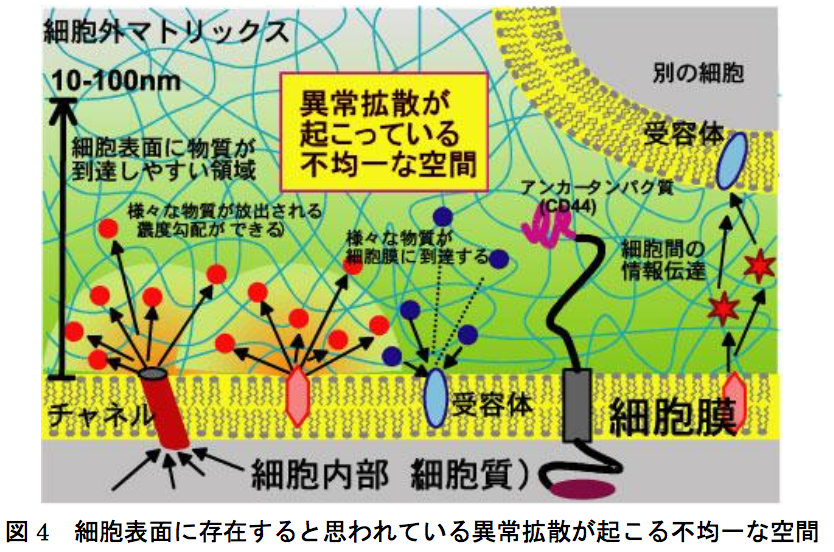 細胞外マトリックス
10-100nm
異常拡散が
起こっている
不均一な空間
別の細胞
受容体
細胞表面に物質が
到達しやすい領域
アンカータンパク質
(CD44)
様々な物質が放出される
濃度勾配ができる)
様々な物質が
細胞膜に到達する
細胞間の
情報伝達
チャネル
受容体
細胞膜
細胞内部 細胞質)
図4 細胞表面に存在すると思われている異常拡散が起こる不均一な空間